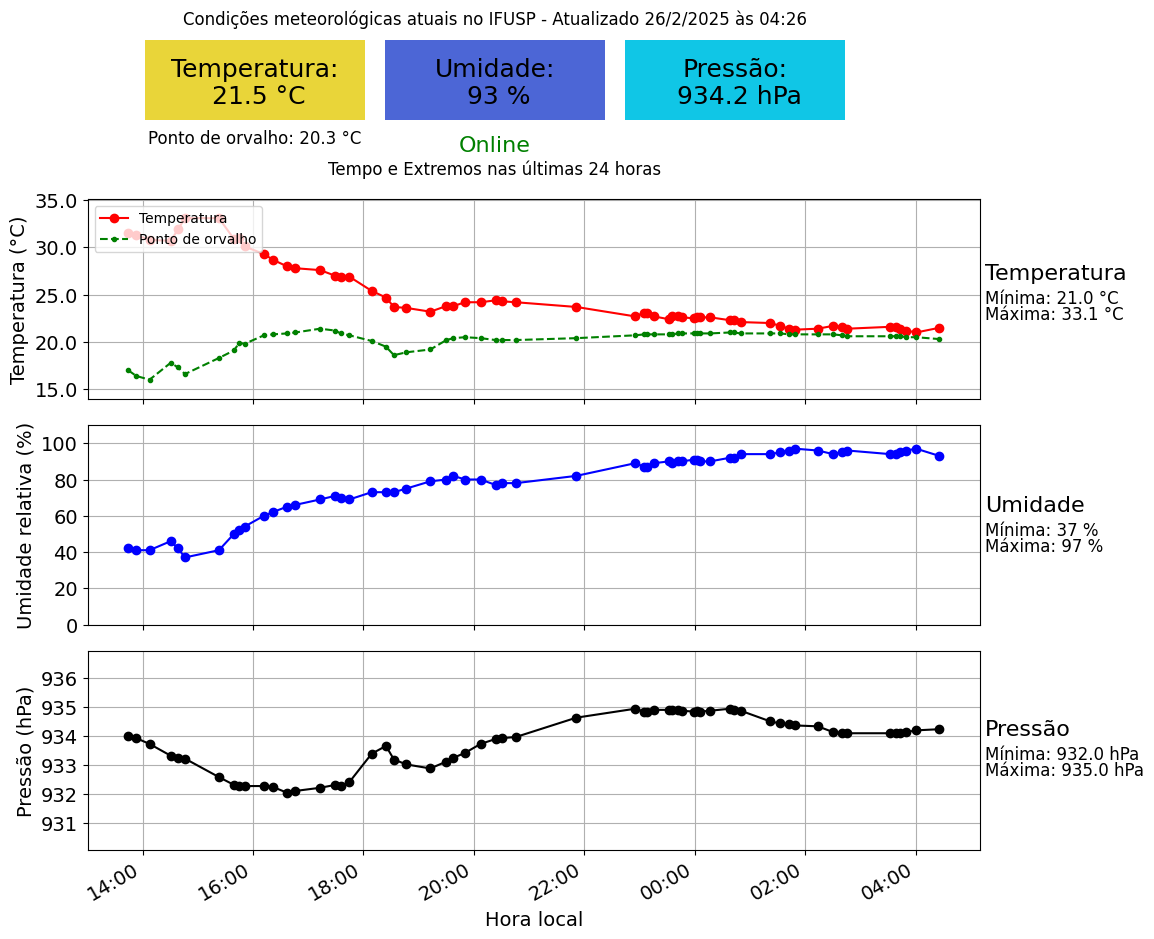 Condições meteorológicas atuais no IFUSP - Atualizado 26/2/2025 às 04:26
Temperatura:
21.5 °C
Umidade:
93 %
Pressão:
934.2 hPa
Ponto de orvalho: 20.3 °C
Online
Tempo e Extremos nas últimas 24 horas
Temperatura (°C)
35.0
30.0
25.0
20.0
15.0
Temperatura
Ponto de orvalho
Temperatura
Mínima: 21.0 °C
Máxima: 33.1 °C
Umidade relativa (%)
100
80
60
40
20
0
Umidade
Mínima: 37 %
Máxima: 97 %
Pressão (hPa)
936
935
934
933
932
931
Pressão
Mínima: 932.0 hPa
Máxima: 935.0 hPa
14:00
16:00
18:00
20:00
22:00
00:00
02:00
04:00
Hora local